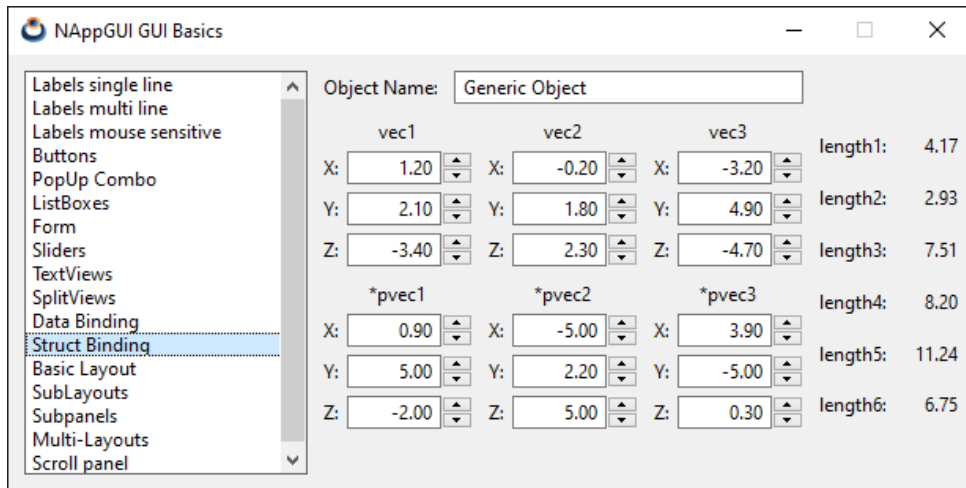 NAppGUI GUI Basics
Labels single line
Labels multi line
Labels mouse sensitive
Buttons
PopUp Combo
ListBoxes
Form
Sliders
TextViews
SplitViews
Data Binding
Struct Binding
Basic Layout
SubLayouts
Subpanels
Multi-Layouts
Scroll panel
Object Name: Generic Object
vec1 vec2 vec3
X: 1.20 X: -0.20 X: -3.20
Y: 2.10 Y: 1.80 Y: 4.90
Z: -3.40 Z: 2.30 Z: -4.70
*pvec1 *pvec2 *pvec3
X: 0.90 X: -5.00 X: 3.90
Y: 5.00 Y: 2.20 Y: -5.00
Z: -2.00 Z: 5.00 Z: 0.30
length1: 4.17
length2: 2.93
length3: 7.51
length4: 8.20
length5: 11.24
length6: 6.75